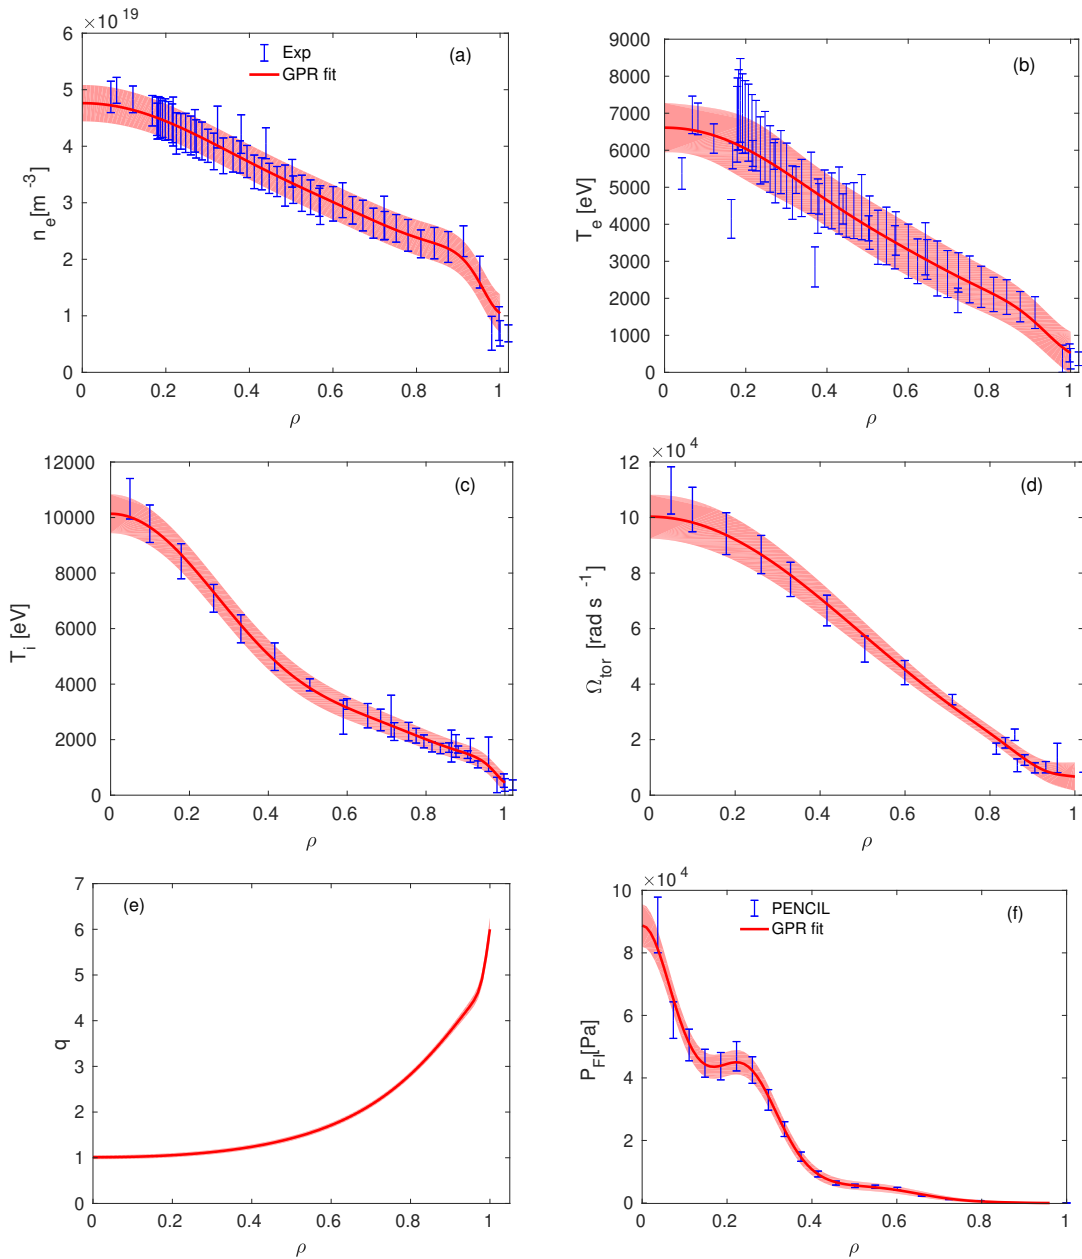 ×10 19
(a)
Exp
GPR fit
n e[m -3]
6
5
4
3
2
1
0
0 0.2 0.4 0.6 0.8 1
ρ
(b)
T e [eV]
9000
8000
7000
6000
5000
4000
3000
2000
1000
0
0 0.2 0.4 0.6 0.8 1
ρ
(c)
T i [eV]
12000
10000
8000
6000
4000
2000
0
0 0.2 0.4 0.6 0.8 1
ρ
×10 4
(d)
Ω tor [rad s -1]
12
10
8
6
4
2
0
0 0.2 0.4 0.6 0.8 1
ρ
(e)
q
7
6
5
4
3
2
1
0
0 0.2 0.4 0.6 0.8 1
ρ
×10 4
(f)
PENCIL
GPR fit
P FI[Pa]
10
8
6
4
2
0
0 0.2 0.4 0.6 0.8 1
ρ